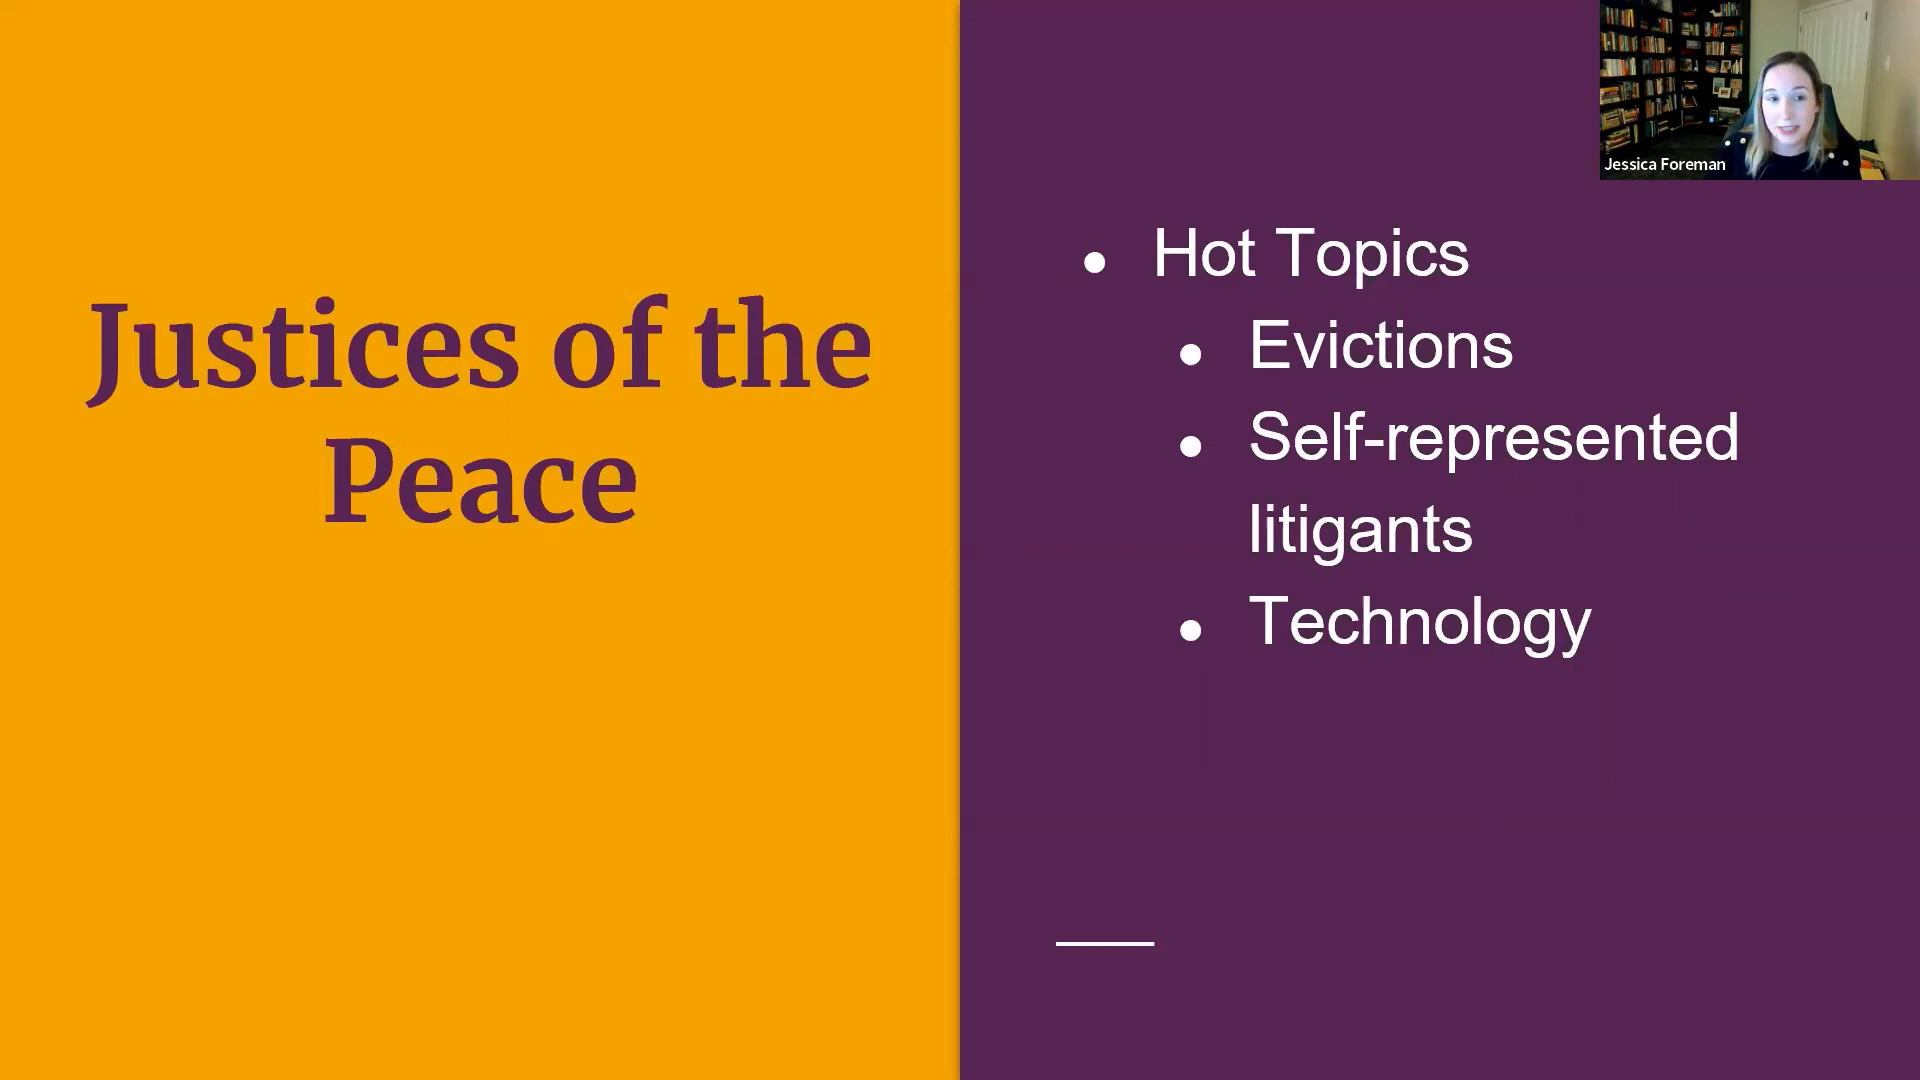 Justices of the
Peace
Jessica Foreman
● Hot Topics
● Evictions
● Self-represented
litigants
● Technology